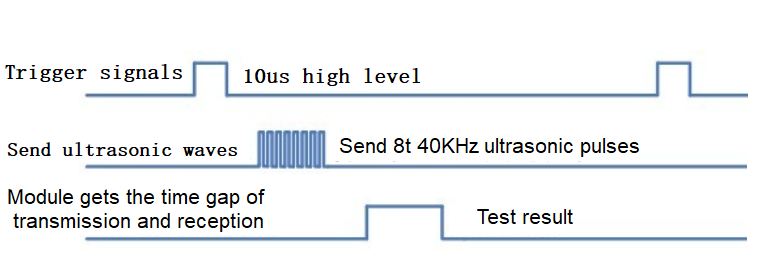 Trigger signals
10us high level
Send ultrasonic waves
Send 8t 40KHz ultrasonic pulses
Module gets the time gap of
transmission and reception
Test result